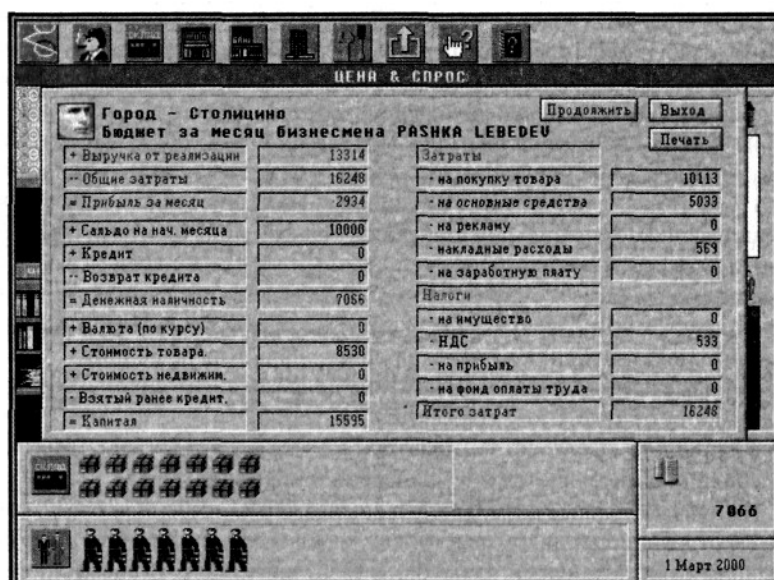 ЦЕНА & СПРОС
Город - Столицино
Бюджет за месяц бизнесмена PASHKA LEBEDEV
Продолжить
Выход
Печать
+ Выручка от реализации 13314
-- Общие затраты 16248
= Прибыль за месяц 2934
+ Сальдо на нач. месяца 10000
+ Кредит 0
-- Возврат кредита 0
= Денежная наличность 7066
+ Валюта (по курсу) 0
+ Стоимость товара. 8530
+ Стоимость недвижим. 0
- Взятый ранее кредит. 0
= Капитал 15595
Затраты
- на покупку товара 10113
- на основные средства 5033
- на рекламу 0
- накладные расходы 569
- на заработную плату 0
Налоги
- на имущество 0
- НДС 533
- на прибыль 0
- на фонд оплаты труда 0
Итого затрат 16248
СКЛАД
7066
1 Март 2000